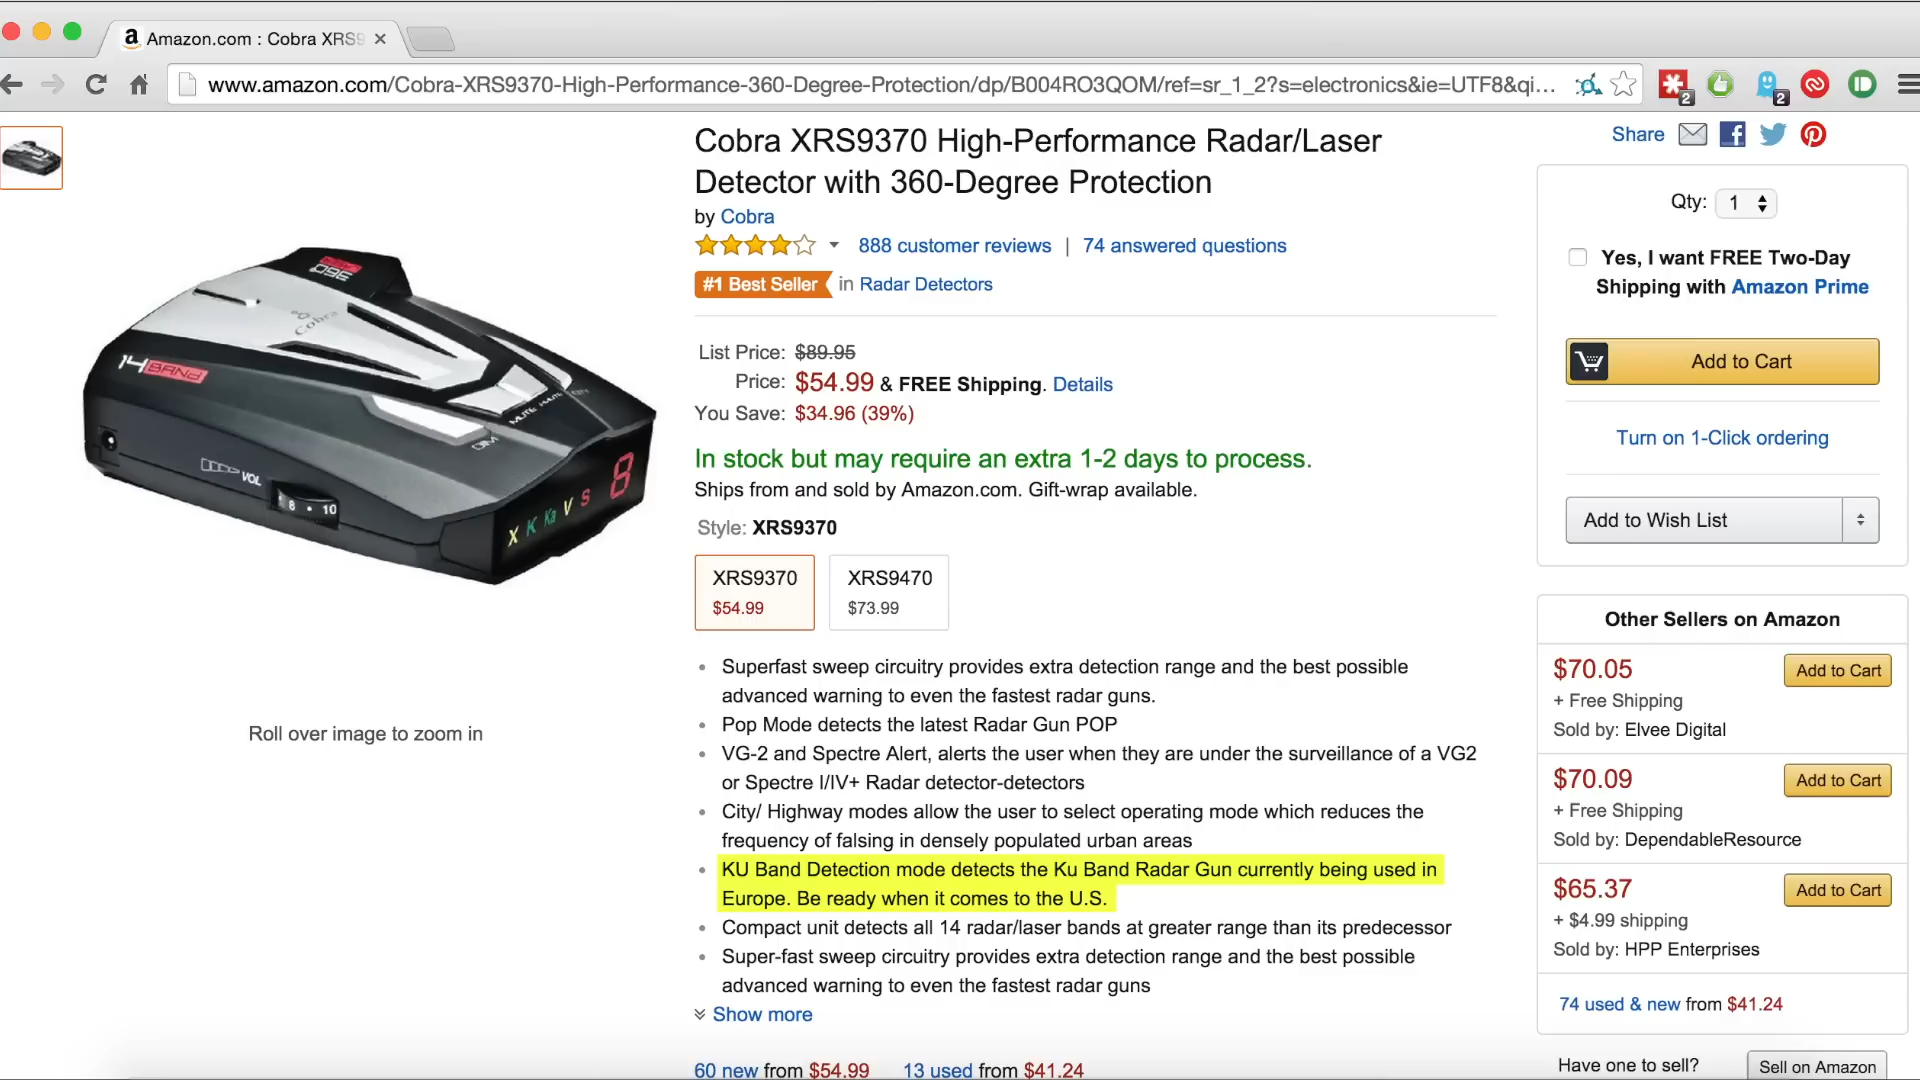 Amazon.com : Cobra XRS9
www.amazon.com/Cobra-XRS9370-High-Performance-360-Degree-Protection/dp/B004RO3QOM/ref=sr_1_2?s=electronics&ie=UTF8&qi...
2
2
Cobra XRS9370 High-Performance Radar/Laser
Detector with 360-Degree Protection
by Cobra
888 customer reviews | 74 answered questions
#1 Best Seller in Radar Detectors
List Price: $89.95
Price: $54.99 & FREE Shipping. Details
You Save: $34.96 (39%)
In stock but may require an extra 1-2 days to process.
Ships from and sold by Amazon.com. Gift-wrap available.
Style: XRS9370
XRS9370
$54.99
XRS9470
$73.99
• Superfast sweep circuitry provides extra detection range and the best possible
advanced warning to even the fastest radar guns.
• Pop Mode detects the latest Radar Gun POP
• VG-2 and Spectre Alert, alerts the user when they are under the surveillance of a VG2
or Spectre I/IV+ Radar detector-detectors
• City/ Highway modes allow the user to select operating mode which reduces the
frequency of falsing in densely populated urban areas
• KU Band Detection mode detects the Ku Band Radar Gun currently being used in
Europe. Be ready when it comes to the U.S.
• Compact unit detects all 14 radar/laser bands at greater range than its predecessor
• Super-fast sweep circuitry provides extra detection range and the best possible
advanced warning to even the fastest radar guns
Show more
60 new from $54.99 13 used from $41.24
360
Cobra
14 BAND
MUTE
DIM
VOL
8 • 10
X K Ka V S 8
Roll over image to zoom in
Share
Qty: 1
Yes, I want FREE Two-Day
Shipping with Amazon Prime
Add to Cart
Turn on 1-Click ordering
Add to Wish List
Other Sellers on Amazon
$70.05 Add to Cart
+ Free Shipping
Sold by: Elvee Digital
$70.09 Add to Cart
+ Free Shipping
Sold by: DependableResource
$65.37 Add to Cart
+ $4.99 shipping
Sold by: HPP Enterprises
74 used & new from $41.24
Have one to sell? Sell on Amazon